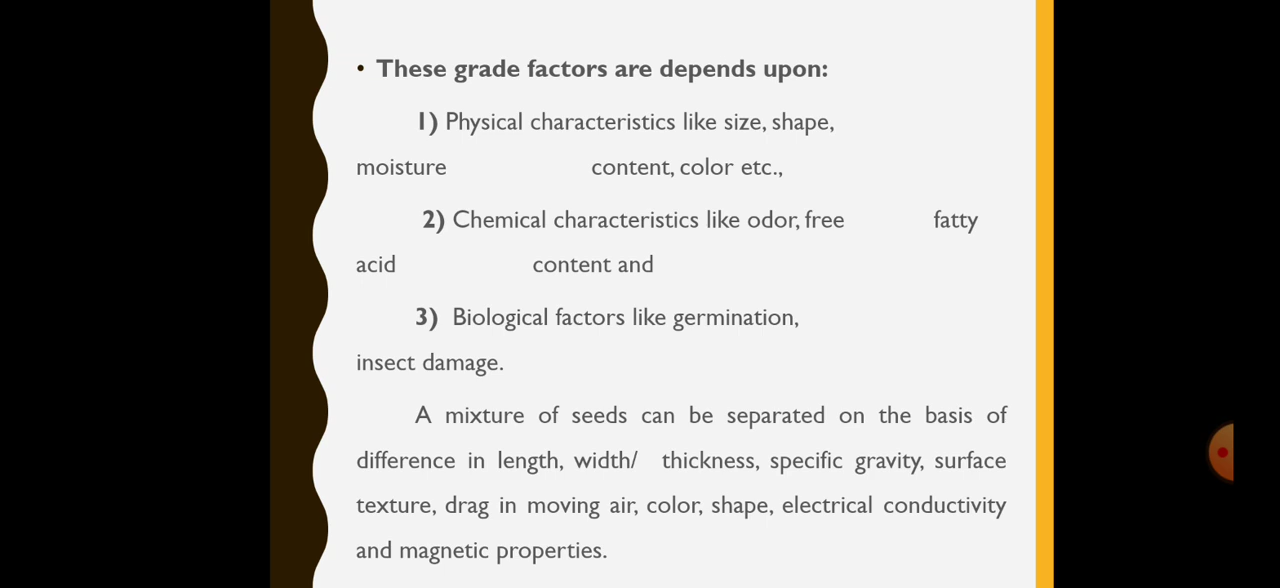 • These grade factors are depends upon:
1) Physical characteristics like size, shape,
moisture content, color etc.,
2) Chemical characteristics like odor, free fatty
acid content and
3) Biological factors like germination,
insect damage.
A mixture of seeds can be separated on the basis of
difference in length, width/ thickness, specific gravity, surface
texture, drag in moving air, color, shape, electrical conductivity
and magnetic properties.